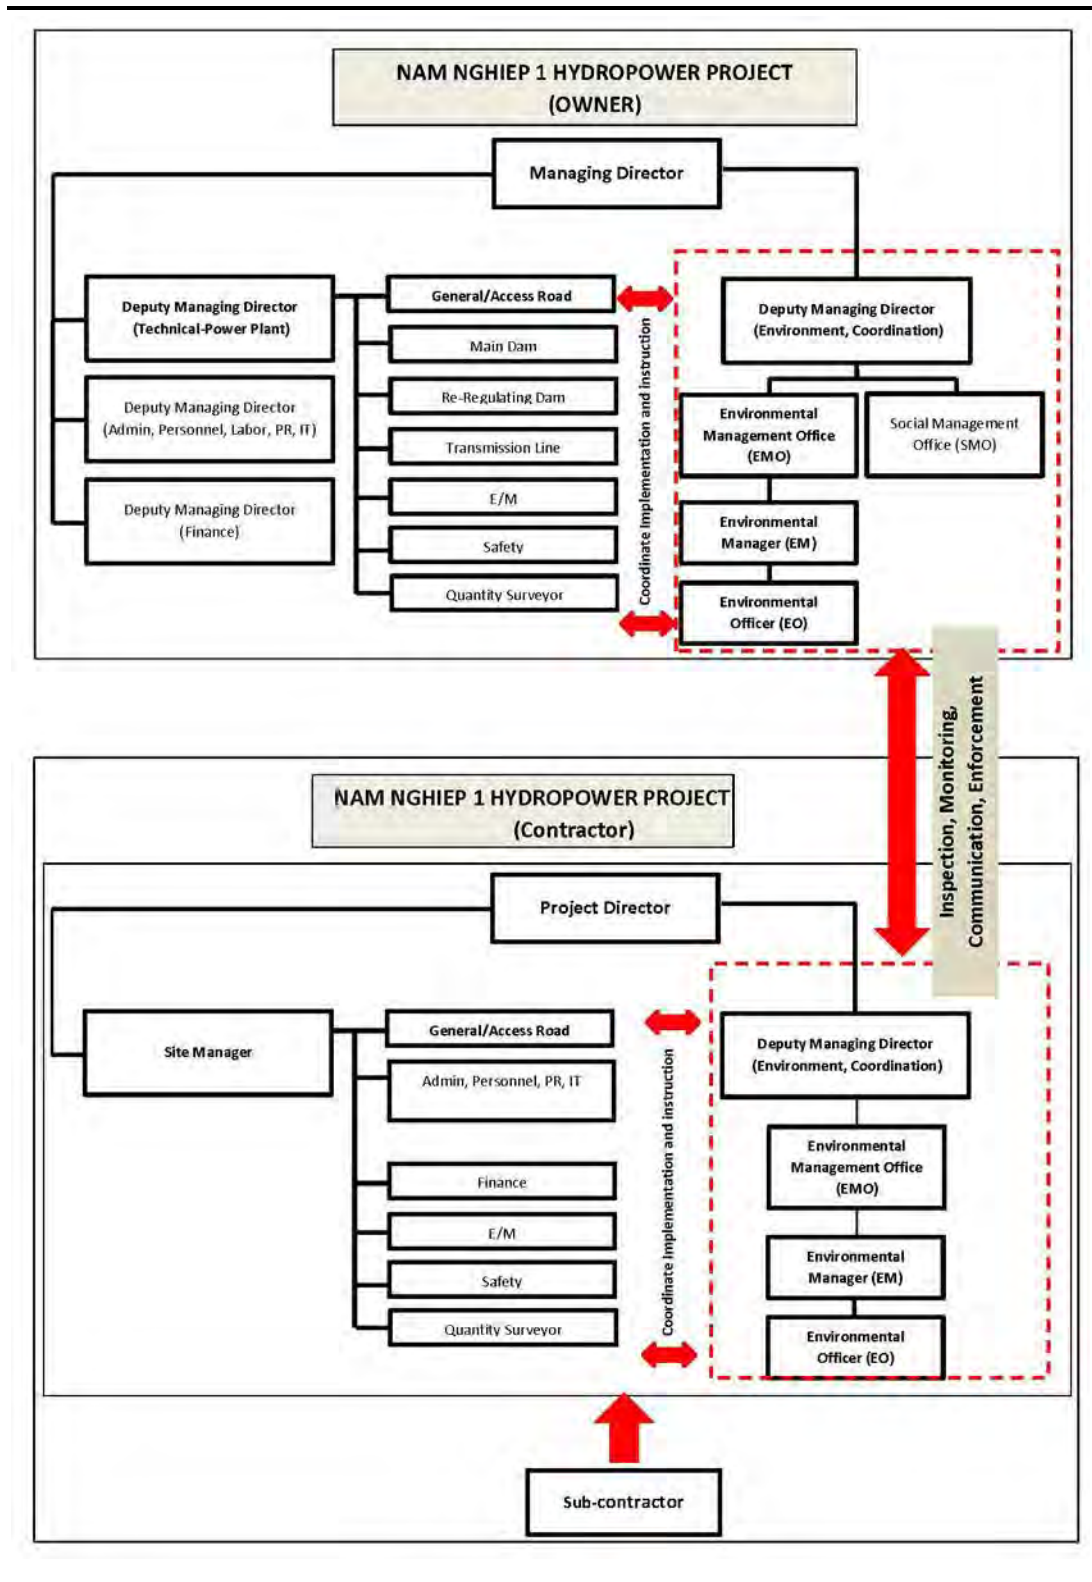 NAM NGHIEP 1 HYDROPOWER PROJECT
(OWNER)
Managing Director
Deputy Managing Director
(Technical-Power Plant)
Deputy Managing Director
(Admin, Personnel, Labor, PR, IT)
Deputy Managing Director
(Finance)
General/Access Road
Main Dam
Re-Regulating Dam
Transmission Line
E/M
Safety
Quantity Surveyor
Coordinate Implementation and instruction
Deputy Managing Director
(Environment, Coordination)
Environmental
Management Office
(EMO)
Social Management
Office (SMO)
Environmental
Manager (EM)
Environmental
Officer (EO)
Inspection, Monitoring,
Communication, Enforcement
NAM NGHIEP 1 HYDROPOWER PROJECT
(Contractor)
Project Director
Site Manager
General/Access Road
Admin, Personnel, PR, IT
Finance
E/M
Safety
Quantity Surveyor
Coordinate Implementation and instruction
Deputy Managing Director
(Environment, Coordination)
Environmental
Management Office
(EMO)
Environmental
Manager (EM)
Environmental
Officer (EO)
Sub-contractor